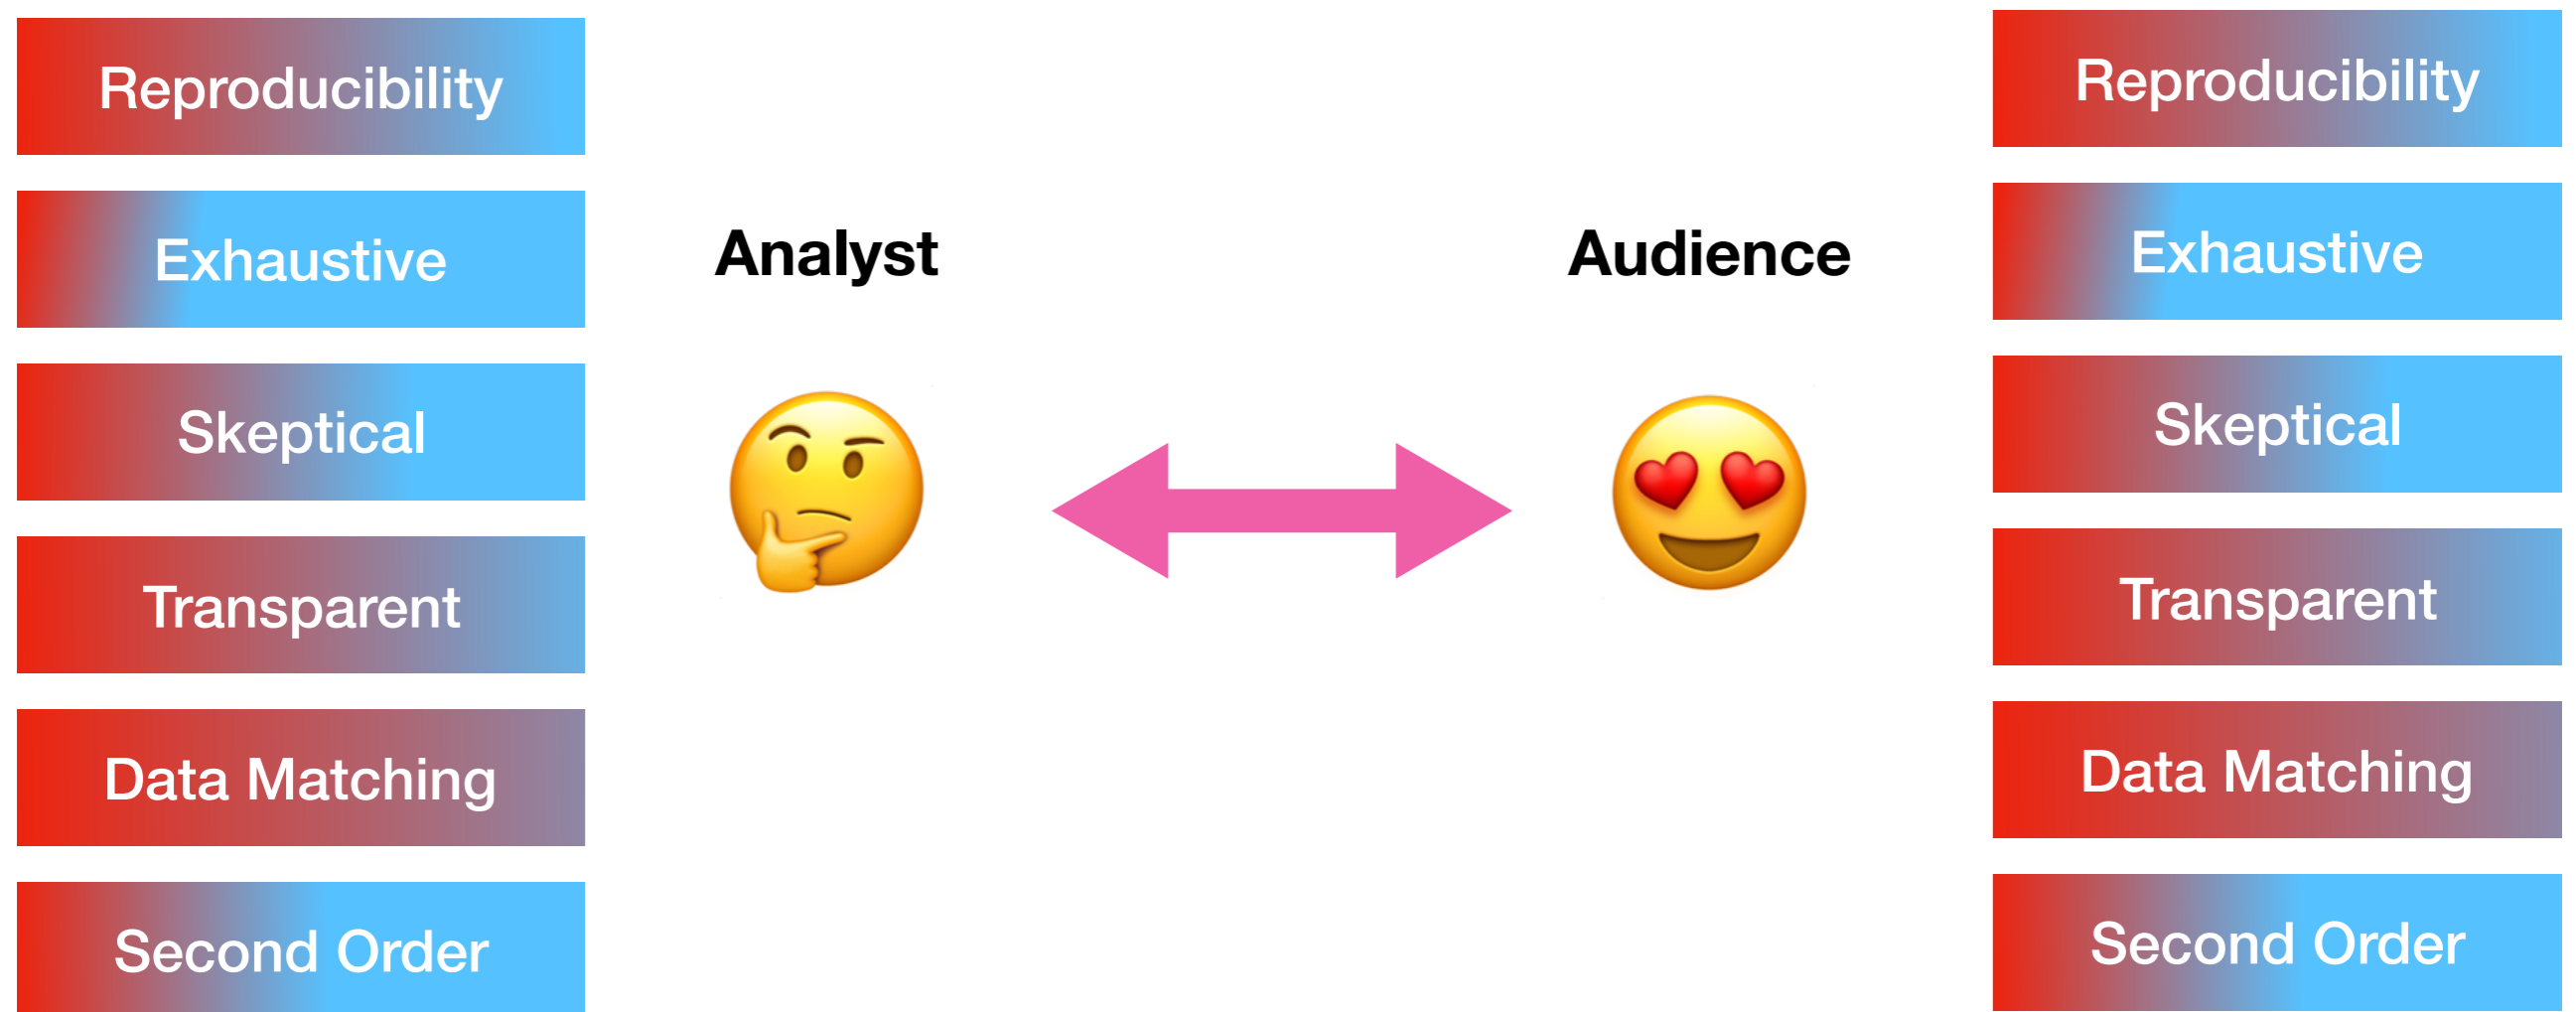 Reproducibility
Exhaustive
Skeptical
Transparent
Data Matching
Second Order
Analyst
Audience
Reproducibility
Exhaustive
Skeptical
Transparent
Data Matching
Second Order